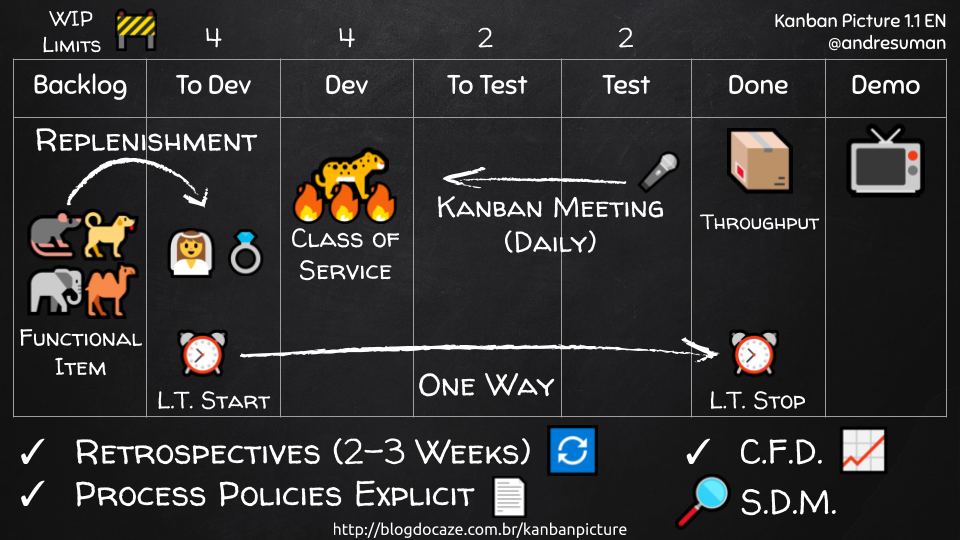 WIP
Limits
4
4
2
2
Kanban Picture 1.1 EN
@andresuman
Backlog
To Dev
Dev
To Test
Test
Done
Demo
Replenishment
Functional
Item
Class of
Service
Kanban Meeting
(Daily)
Throughput
L.T. Start
One Way
L.T. Stop
✓ Retrospectives (2-3 Weeks)
✓ Process Policies Explicit
✓ C.F.D.
S.D.M.
http://blogdocaze.com.br/kanbanpicture